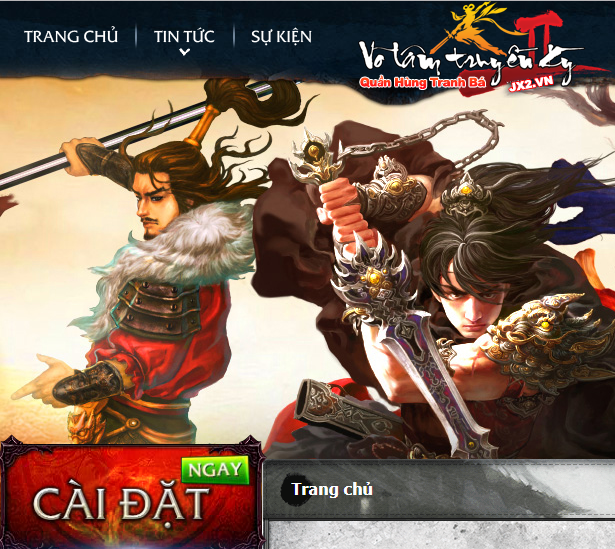 TRANG CHỦ
TIN TỨC
SỰ KIỆN
Võ lâm truyền kỳ II
Quần Hùng Tranh Bá
JX2.VN
NGAY
CÀI ĐẶT
Trang chủ